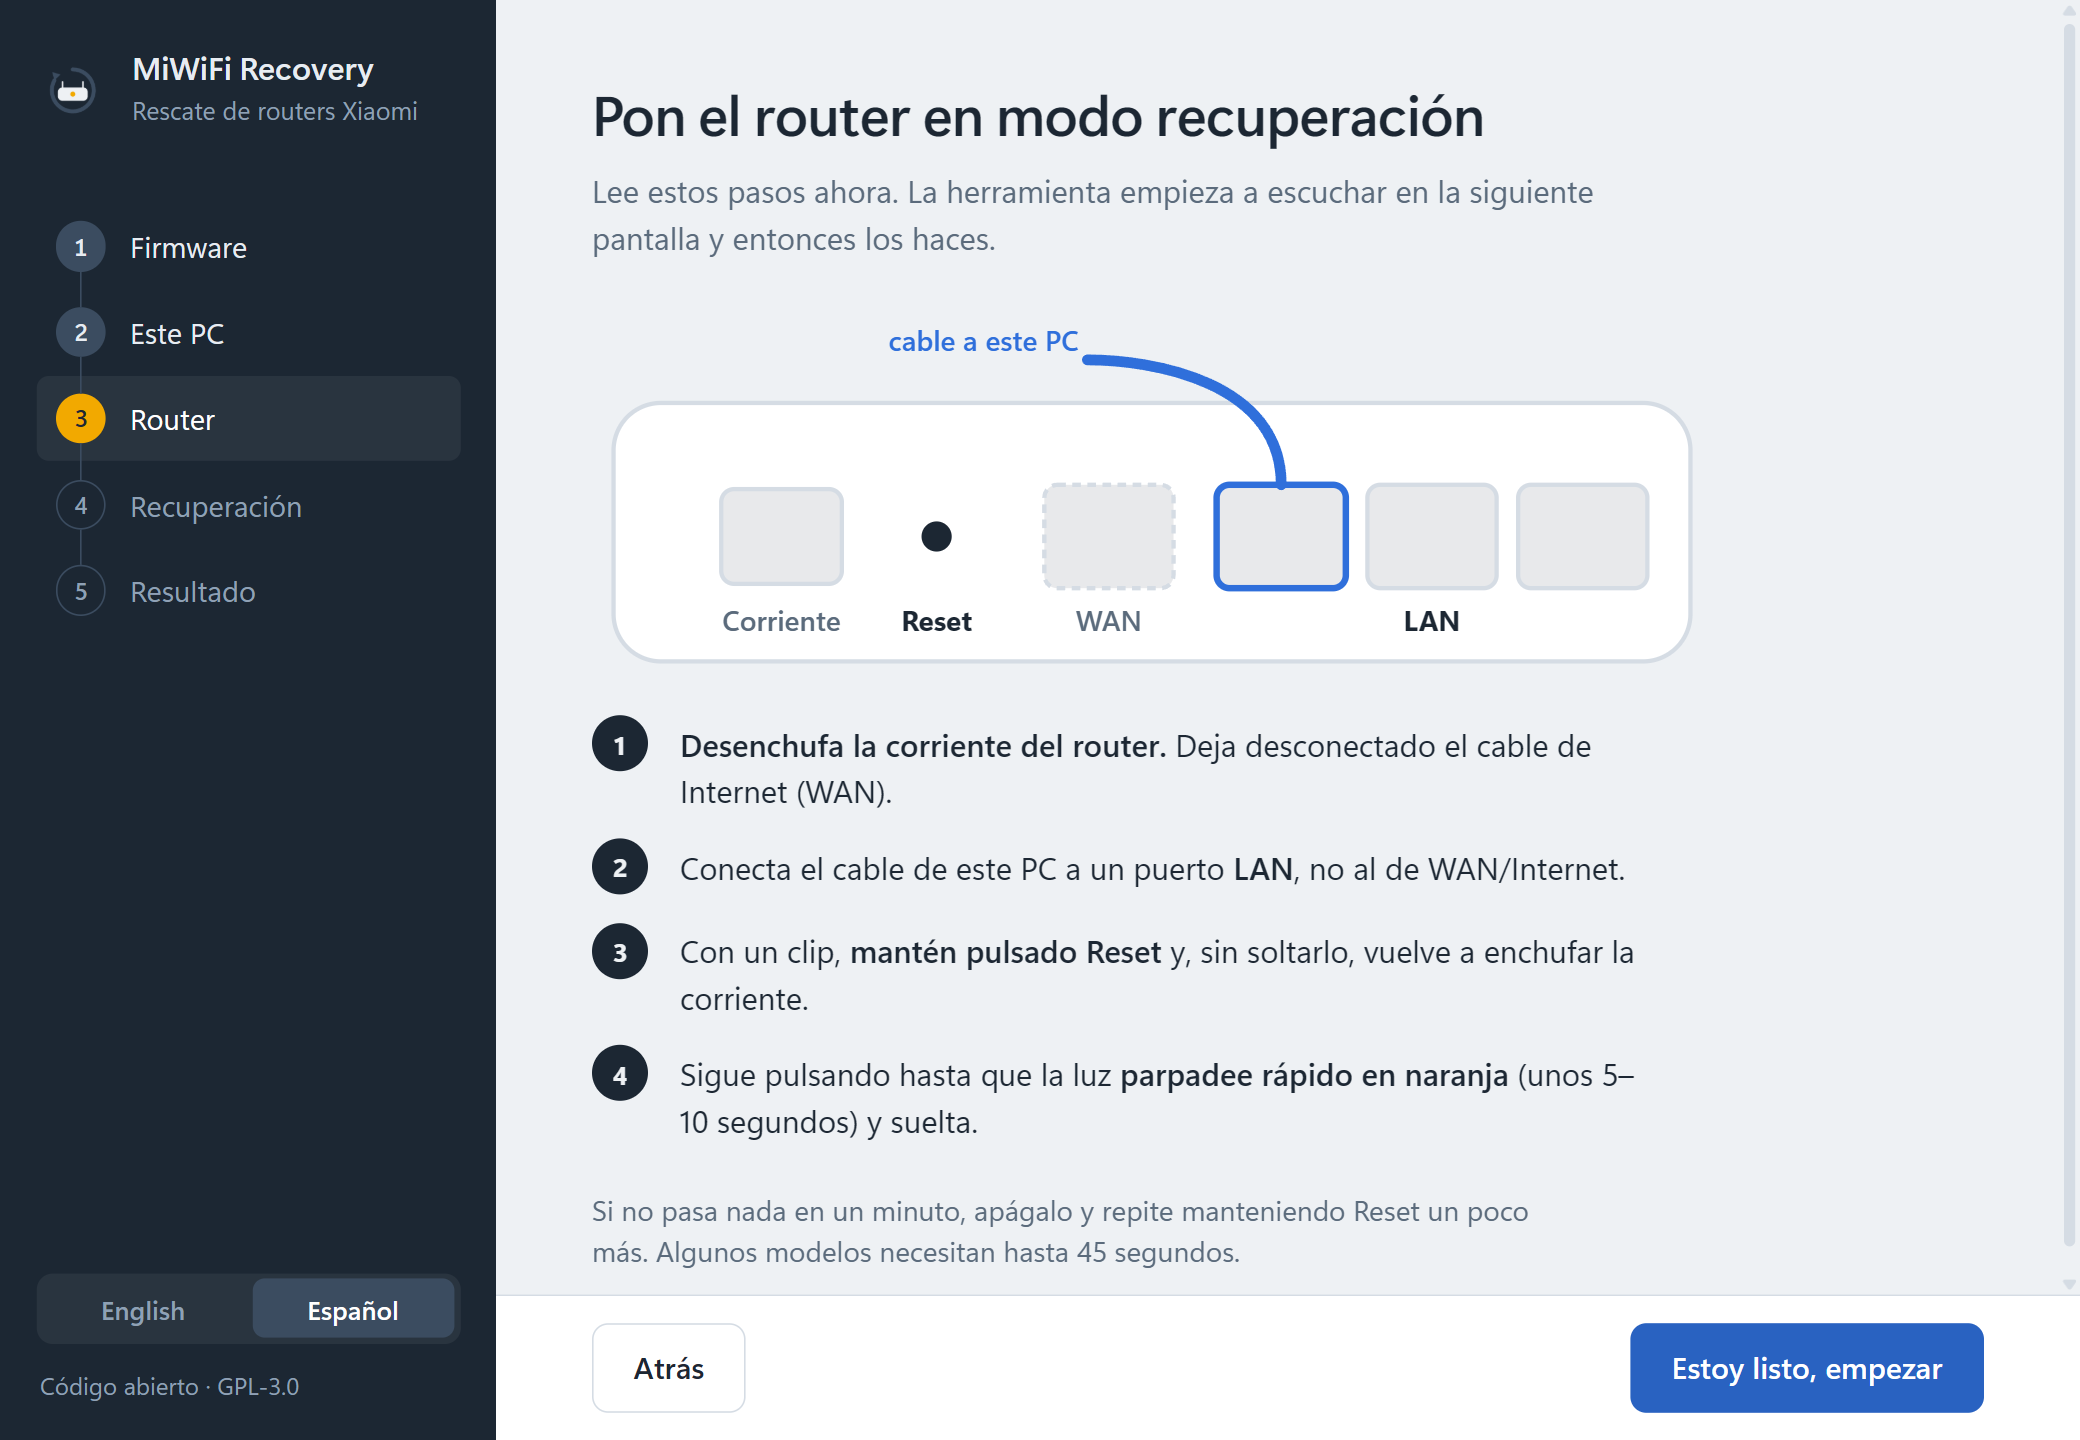 MiWiFi Recovery
Rescate de routers Xiaomi
1 Firmware
2 Este PC
3 Router
4 Recuperación
5 Resultado
English Español
Código abierto · GPL-3.0
Pon el router en modo recuperación
Lee estos pasos ahora. La herramienta empieza a escuchar en la siguiente
pantalla y entonces los haces.
cable a este PC
Corriente Reset WAN LAN
1 Desenchufa la corriente del router. Deja desconectado el cable de
Internet (WAN).
2 Conecta el cable de este PC a un puerto LAN, no al de WAN/Internet.
3 Con un clip, mantén pulsado Reset y, sin soltarlo, vuelve a enchufar la
corriente.
4 Sigue pulsando hasta que la luz parpadee rápido en naranja (unos 5–
10 segundos) y suelta.
Si no pasa nada en un minuto, apágalo y repite manteniendo Reset un poco
más. Algunos modelos necesitan hasta 45 segundos.
Atrás
Estoy listo, empezar